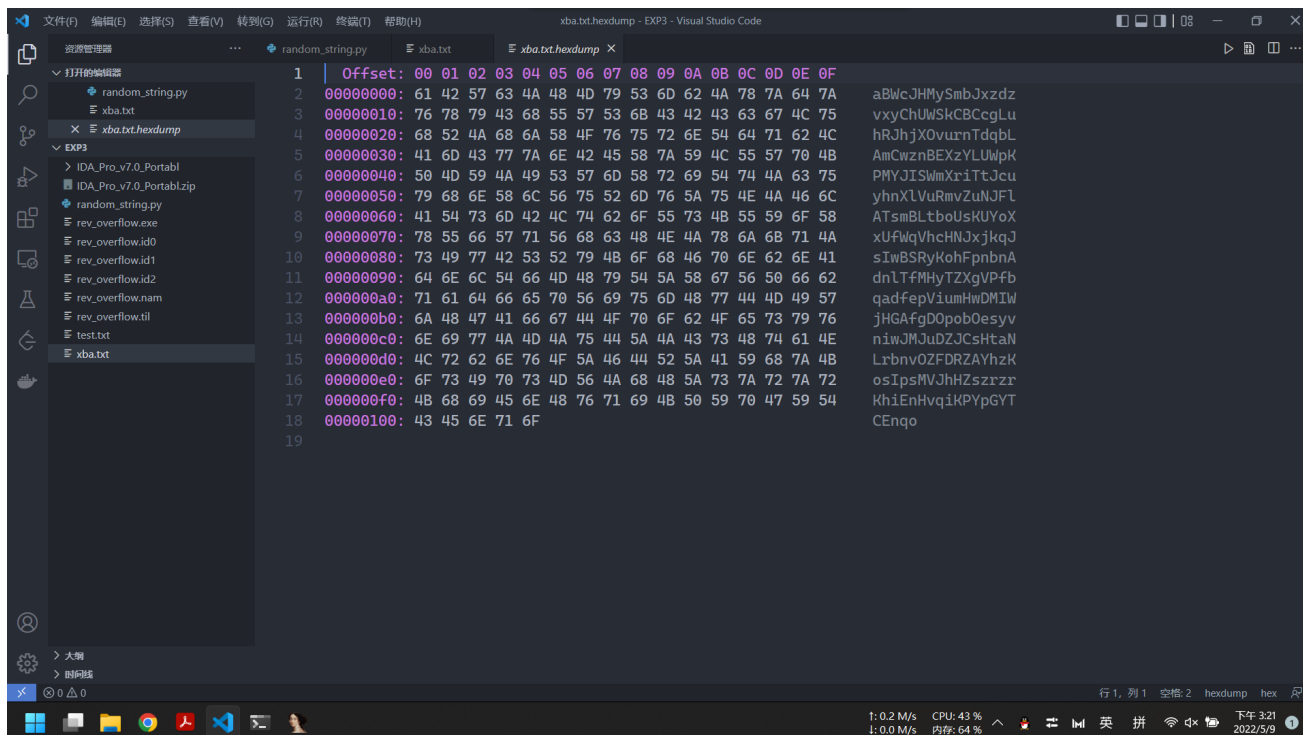 文件(F) 编辑(E) 选择(S) 查看(V) 转到(G) 运行(R) 终端(T) 帮助(H) xba.txt.hexdump - EXP3 - Visual Studio Code
资源管理器
random_string.py xba.txt xba.txt.hexdump
打开的编辑器
random_string.py
xba.txt
xba.txt.hexdump
EXP3
IDA_Pro_v7.0_Portabl
IDA_Pro_v7.0_Portabl.zip
random_string.py
rev_overflow.exe
rev_overflow.id0
rev_overflow.id1
rev_overflow.id2
rev_overflow.nam
rev_overflow.til
test.txt
xba.txt
大纲
时间线
1 Offset: 00 01 02 03 04 05 06 07 08 09 0A 0B 0C 0D 0E 0F
2 00000000: 61 42 57 63 4A 48 4D 79 53 6D 62 4A 78 7A 64 7A aBWcJHMySmbJxzdz
3 00000010: 76 78 79 43 68 55 57 53 6B 43 42 43 63 67 4C 75 vxyChUWSkCBCcgLu
4 00000020: 68 52 4A 68 6A 58 4F 76 75 72 6E 54 64 71 62 4C hRJhjXOvurnTdqbL
5 00000030: 41 6D 43 77 7A 6E 42 45 58 7A 59 4C 55 57 70 4B AmCwznBEXzYLUWpK
6 00000040: 50 4D 59 4A 49 53 57 6D 58 72 69 54 74 4A 63 75 PMYJISWmXriTtJcu
7 00000050: 79 68 6E 58 6C 56 75 52 6D 76 5A 75 4E 4A 46 6C yhnXlVuRmvZuNJFl
8 00000060: 41 54 73 6D 42 4C 74 62 6F 55 73 4B 55 59 6F 58 ATsmBLtboUsKUYoX
9 00000070: 78 55 66 57 71 56 68 63 48 4E 4A 78 6A 6B 71 4A xUfWqVhcHNJxjkqJ
10 00000080: 73 49 77 42 53 52 79 4B 6F 68 46 70 6E 62 6E 41 sIwBSRyKohFpnbnA
11 00000090: 64 6E 6C 54 66 4D 48 79 54 5A 58 67 56 50 66 62 dnlTfMHyTZXgVPfb
12 000000a0: 71 61 64 66 65 70 56 69 75 6D 48 77 44 4D 49 57 qadfepViumHwDMIW
13 000000b0: 6A 48 47 41 66 67 44 4F 70 6F 62 4F 65 73 79 76 jHGAfgDOpobOesyv
14 000000c0: 6E 69 77 4A 4D 4A 75 44 5A 4A 43 73 48 74 61 4E niwJMJuDZJCsHtaN
15 000000d0: 4C 72 62 6E 76 4F 5A 46 44 52 5A 41 59 68 7A 4B LrbnvOZFDRZAYhzK
16 000000e0: 6F 73 49 70 73 4D 56 4A 68 48 5A 73 7A 72 7A 72 osIpsMVJhHZszrzr
17 000000f0: 4B 68 69 45 6E 48 76 71 69 4B 50 59 70 47 59 54 KhiEnHvqiKPYpGYT
18 00000100: 43 45 6E 71 6F CEnqo
19
0 0 行 1, 列 1 空格: 2 hexdump hex
↑: 0.2 M/s CPU: 43 % 英 拼 下午 3:21
↓: 0.0 M/s 内存: 64 % 2022/5/9 1